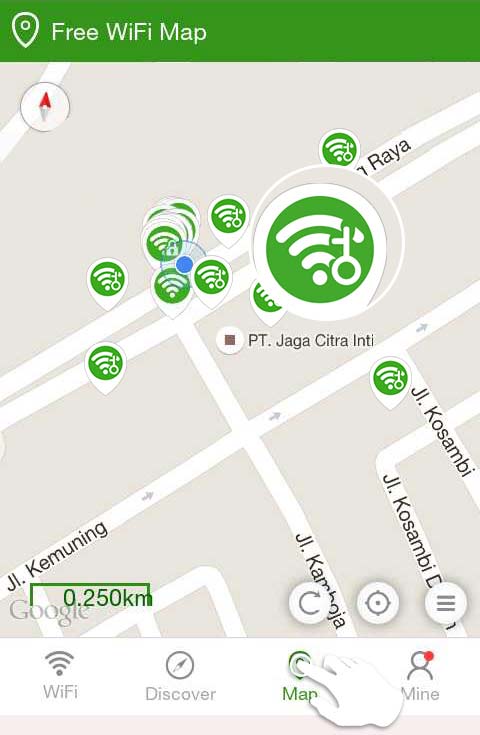 Free WiFi Map
g Raya
PT. Jaga Citra Inti
Jl. Kosambi
Jl. Kosambi D
Jl. Kemuning
Jl. Kamboja
0.250km
Google
WiFi
Discover
Map
Mine